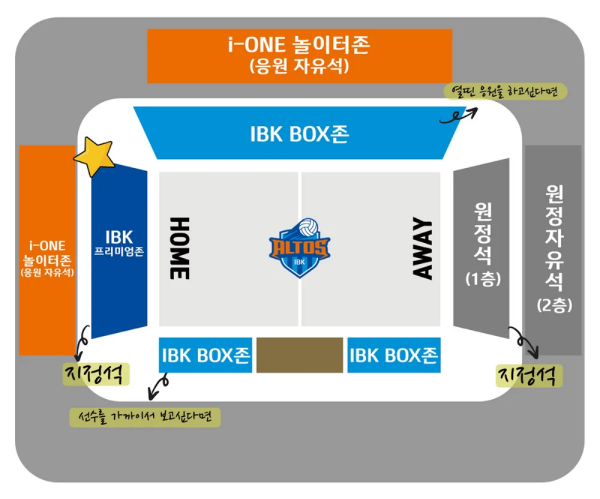 i-ONE 놀이터존
(응원 자유석)
열띤 응원을 하고싶다면
IBK BOX존
i-ONE
놀이터존
(응원 자유석)
IBK
프리미엄존
HOME
ALTOS
IBK
AWAY
원정석
(1층)
원정자유석
(2층)
IBK BOX존
IBK BOX존
지정석
지정석
선수를 가까이서 보고싶다면